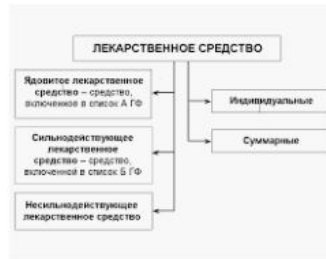 ЛЕКАРСТВЕННОЕ СРЕДСТВО
Ядовитое лекарственное
средство – средство,
включенное в список А ГФ
Сильнодействующее
лекарственное
средство – средство,
включенной в список Б ГФ
Несильнодействующее
лекарственное средство
Индивидуальные
Суммарные